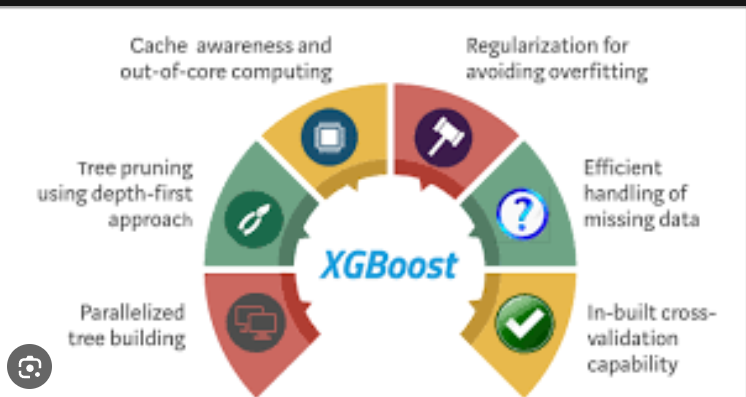 Cache awareness and
out-of-core computing
Regularization for
avoiding overfitting
Tree pruning
using depth-first
approach
Efficient
handling of
missing data
XGBoost
Parallelized
tree building
In-built cross-
validation
capability
?